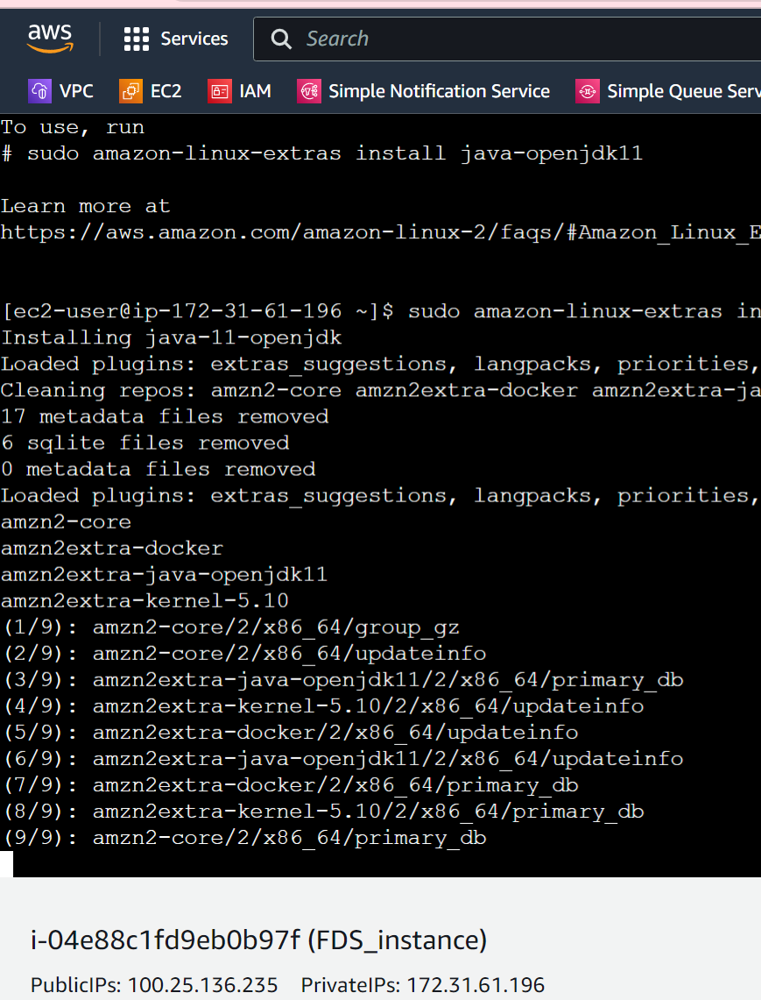 aws
Services
Search
VPC EC2 IAM Simple Notification Service Simple Queue Serv
To use, run
# sudo amazon-linux-extras install java-openjdk11
Learn more at
https://aws.amazon.com/amazon-linux-2/faqs/#Amazon_Linux_E
[ec2-user@ip-172-31-61-196 ~]$ sudo amazon-linux-extras in
Installing java-11-openjdk
Loaded plugins: extras_suggestions, langpacks, priorities,
Cleaning repos: amzn2-core amzn2extra-docker amzn2extra-ja
17 metadata files removed
6 sqlite files removed
0 metadata files removed
Loaded plugins: extras_suggestions, langpacks, priorities,
amzn2-core
amzn2extra-docker
amzn2extra-java-openjdk11
amzn2extra-kernel-5.10
(1/9): amzn2-core/2/x86_64/group_gz
(2/9): amzn2-core/2/x86_64/updateinfo
(3/9): amzn2extra-java-openjdk11/2/x86_64/primary_db
(4/9): amzn2extra-kernel-5.10/2/x86_64/updateinfo
(5/9): amzn2extra-docker/2/x86_64/updateinfo
(6/9): amzn2extra-java-openjdk11/2/x86_64/updateinfo
(7/9): amzn2extra-docker/2/x86_64/primary_db
(8/9): amzn2extra-kernel-5.10/2/x86_64/primary_db
(9/9): amzn2-core/2/x86_64/primary_db
i-04e88c1fd9eb0b97f (FDS_instance)
PublicIPs: 100.25.136.235 PrivateIPs: 172.31.61.196